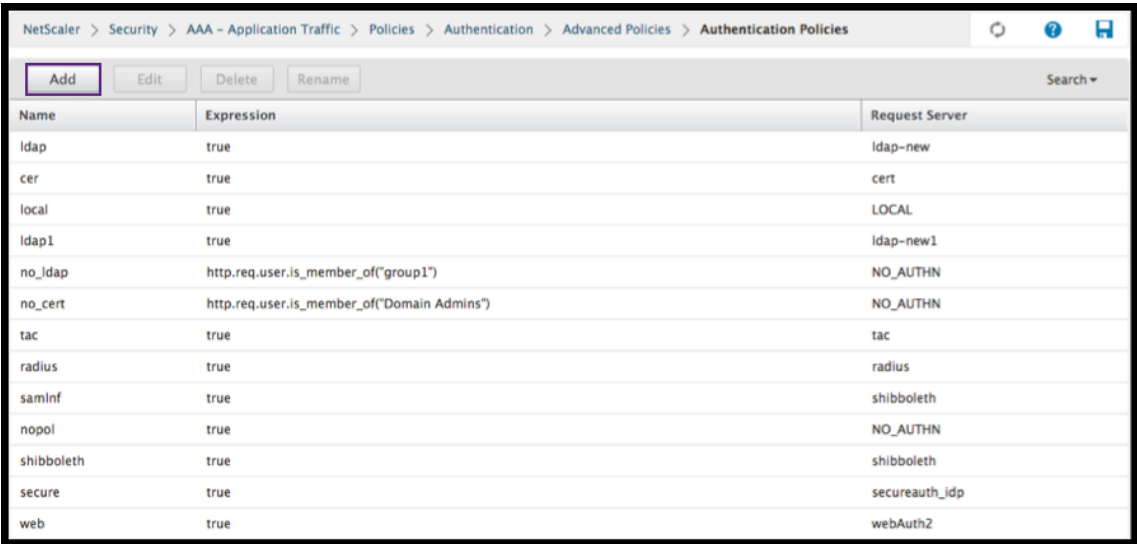 NetScaler > Security > AAA - Application Traffic > Policies > Authentication > Advanced Policies > Authentication Policies ?
Add Edit Delete Rename Search
Name Expression Request Server
ldap true ldap-new
cer true cert
local true LOCAL
ldap1 true ldap-new1
no_ldap http.req.user.is_member_of("group1") NO_AUTHN
no_cert http.req.user.is_member_of("Domain Admins") NO_AUTHN
tac true tac
radius true radius
samlnf true shibboleth
nopol true NO_AUTHN
shibboleth true shibboleth
secure true secureauth_idp
web true webAuth2